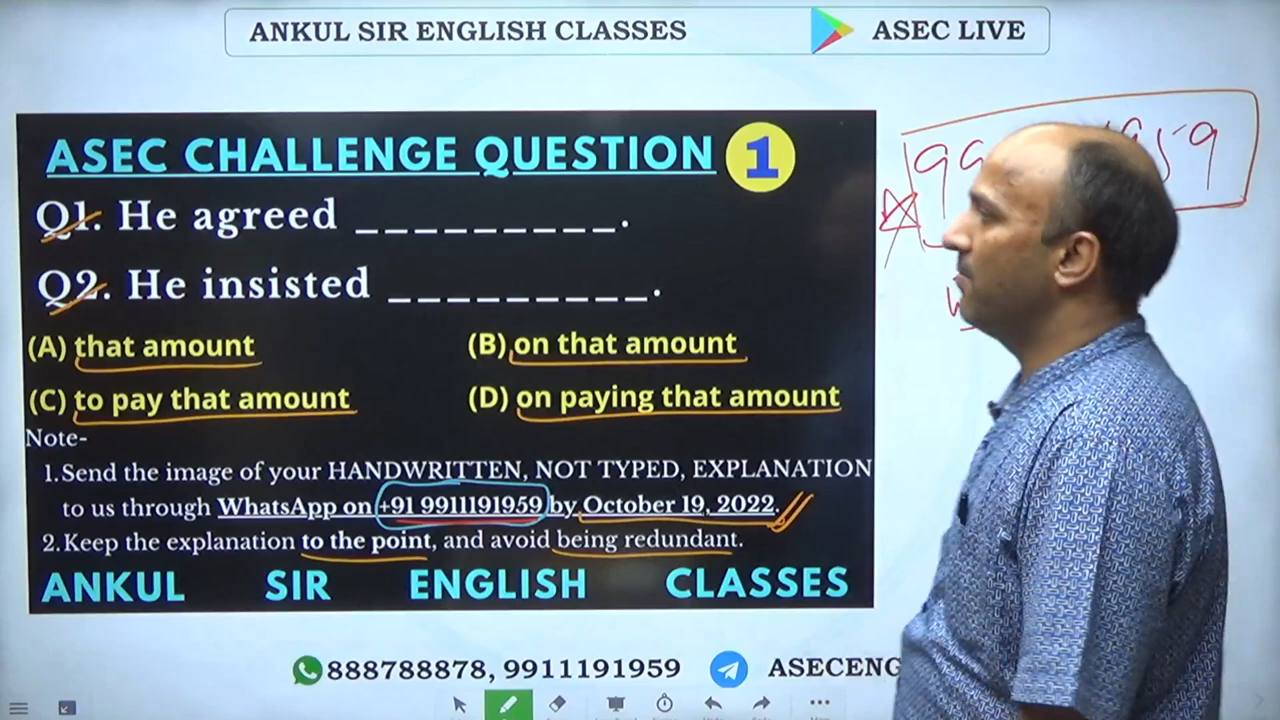 ANKUL SIR ENGLISH CLASSES
ASEC LIVE
ASEC CHALLENGE QUESTION 1
Q1. He agreed _________.
Q2. He insisted _________.
(A) that amount (B) on that amount
(C) to pay that amount (D) on paying that amount
Note-
1.Send the image of your HANDWRITTEN, NOT TYPED, EXPLANATION
to us through WhatsApp on +91 9911191959 by October 19, 2022.
2.Keep the explanation to the point, and avoid being redundant.
ANKUL SIR ENGLISH CLASSES
888788878, 9911191959 ASECENG